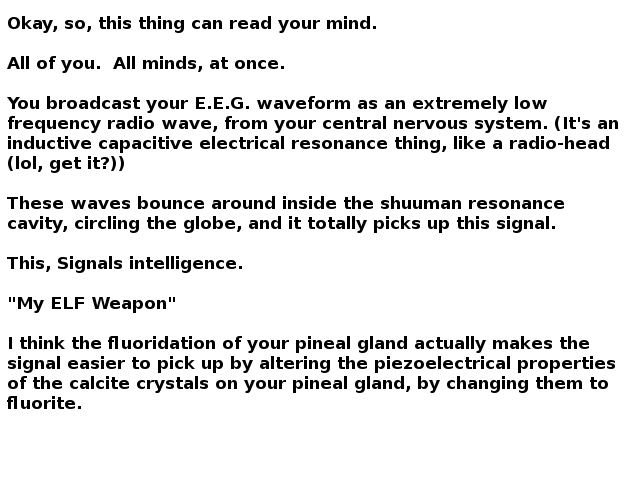 Okay, so, this thing can read your mind.
All of you.  All minds, at once.
You broadcast your E.E.G. waveform as an extremely low
frequency radio wave, from your central nervous system. (It's an
inductive capacitive electrical resonance thing, like a radio-head
(lol, get it?))
These waves bounce around inside the shuuman resonance
cavity, circling the globe, and it totally picks up this signal.
This, Signals intelligence.
"My ELF Weapon"
I think the fluoridation of your pineal gland actually makes the
signal easier to pick up by altering the piezoelectrical properties
of the calcite crystals on your pineal gland, by changing them to
fluorite.